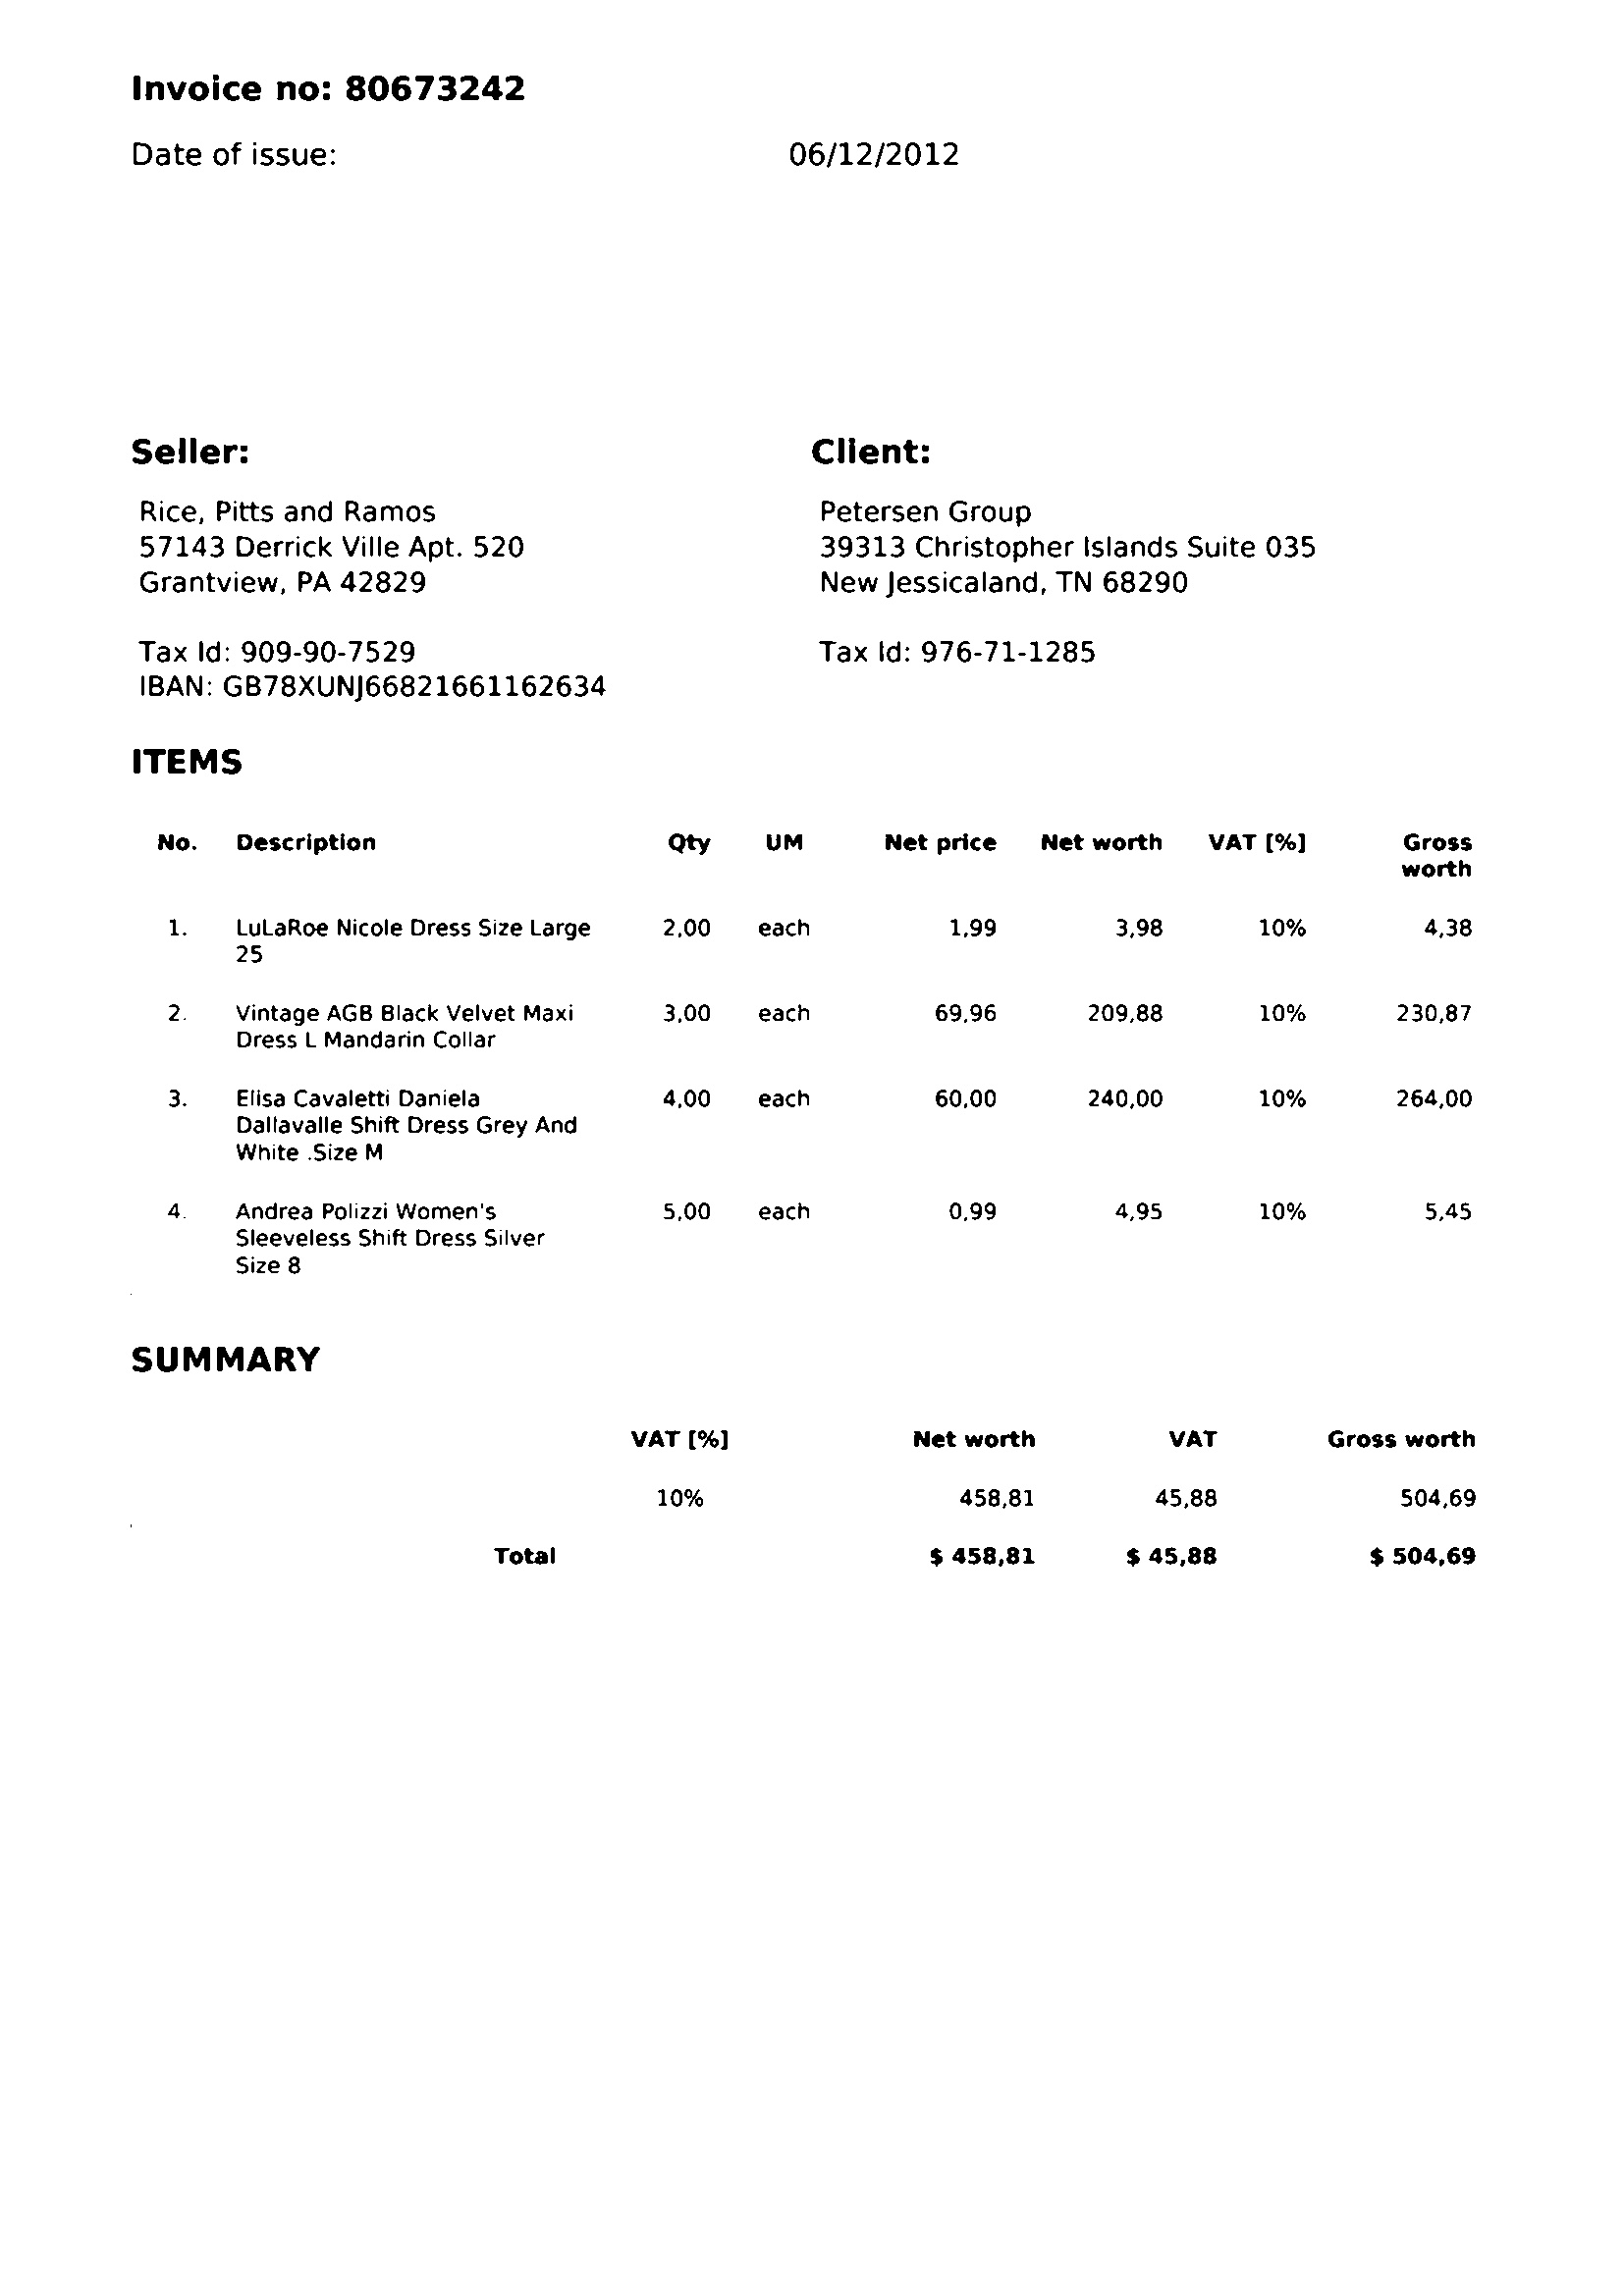 Invoice no: 80673242
Date of issue: 06/12/2012
Seller: Client:
Rice, Pitts and Ramos Petersen Group
57143 Derrick Ville Apt. 520 39313 Christopher Islands Suite 035
Grantview, PA 42829 New Jessicaland, TN 68290
Tax Id: 909-90-7529 Tax Id: 976-71-1285
IBAN: GB78XUNJ66821661162634
ITEMS
No. Description Qty UM Net price Net worth VAT [%] Gross
worth
1. LuLaRoe Nicole Dress Size Large 2,00 each 1,99 3,98 10% 4,38
25
2. Vintage AGB Black Velvet Maxi 3,00 each 69,96 209,88 10% 230,87
Dress L Mandarin Collar
3. Elisa Cavaletti Daniela 4,00 each 60,00 240,00 10% 264,00
Dallavalle Shift Dress Grey And
White .Size M
4. Andrea Polizzi Women's 5,00 each 0,99 4,95 10% 5,45
Sleeveless Shift Dress Silver
Size 8
SUMMARY
VAT [%] Net worth VAT Gross worth
10% 458,81 45,88 504,69
Total $ 458,81 $ 45,88 $ 504,69